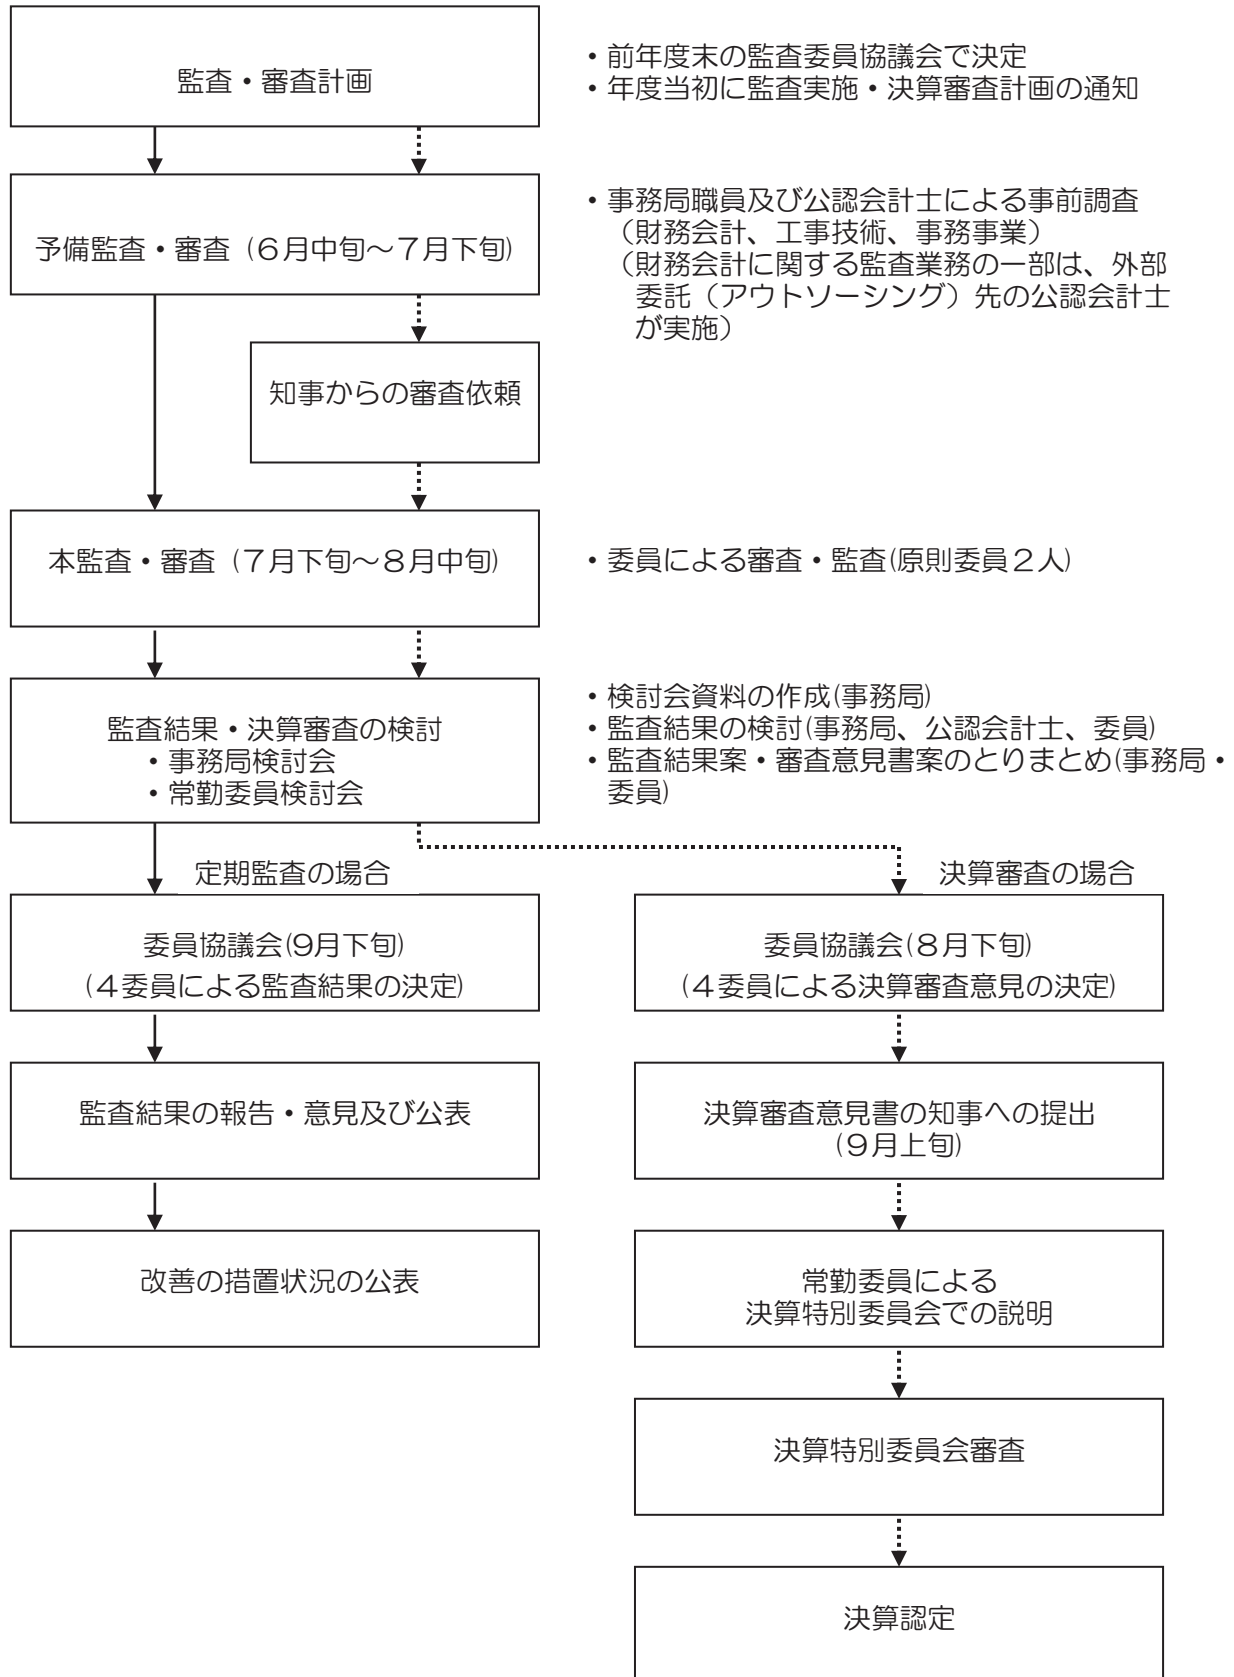 監査・審査計画
・前年度末の監査委員協議会で決定
・年度当初に監査実施・決算審査計画の通知
予備監査・審査（６月中旬～７月下旬）
・事務局職員及び公認会計士による事前調査
（財務会計、工事技術、事務事業）
（財務会計に関する監査業務の一部は、外部
委託（アウトソーシング）先の公認会計士
が実施）
知事からの審査依頼
本監査・審査（７月下旬～８月中旬）
・委員による審査・監査(原則委員２人)
監査結果・決算審査の検討
・事務局検討会
・常勤委員検討会
・検討会資料の作成(事務局)
・監査結果の検討(事務局、公認会計士、委員)
・監査結果案・審査意見書案のとりまとめ(事務局・
委員)
定期監査の場合
決算審査の場合
委員協議会(9月下旬)
(４委員による監査結果の決定)
委員協議会(８月下旬)
(４委員による決算審査意見の決定)
監査結果の報告・意見及び公表
決算審査意見書の知事への提出
(９月上旬)
改善の措置状況の公表
常勤委員による
決算特別委員会での説明
決算特別委員会審査
決算認定